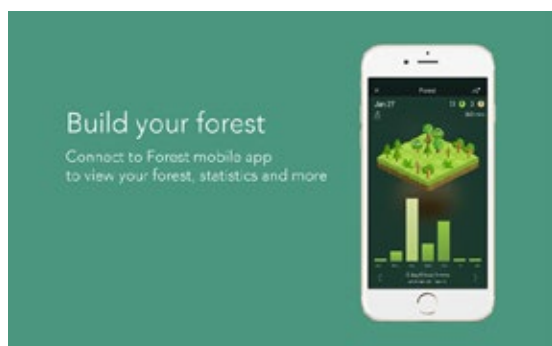 Build your forest
Connect to Forest mobile app
to view your forest, statistics and more
Forest
Jan 27